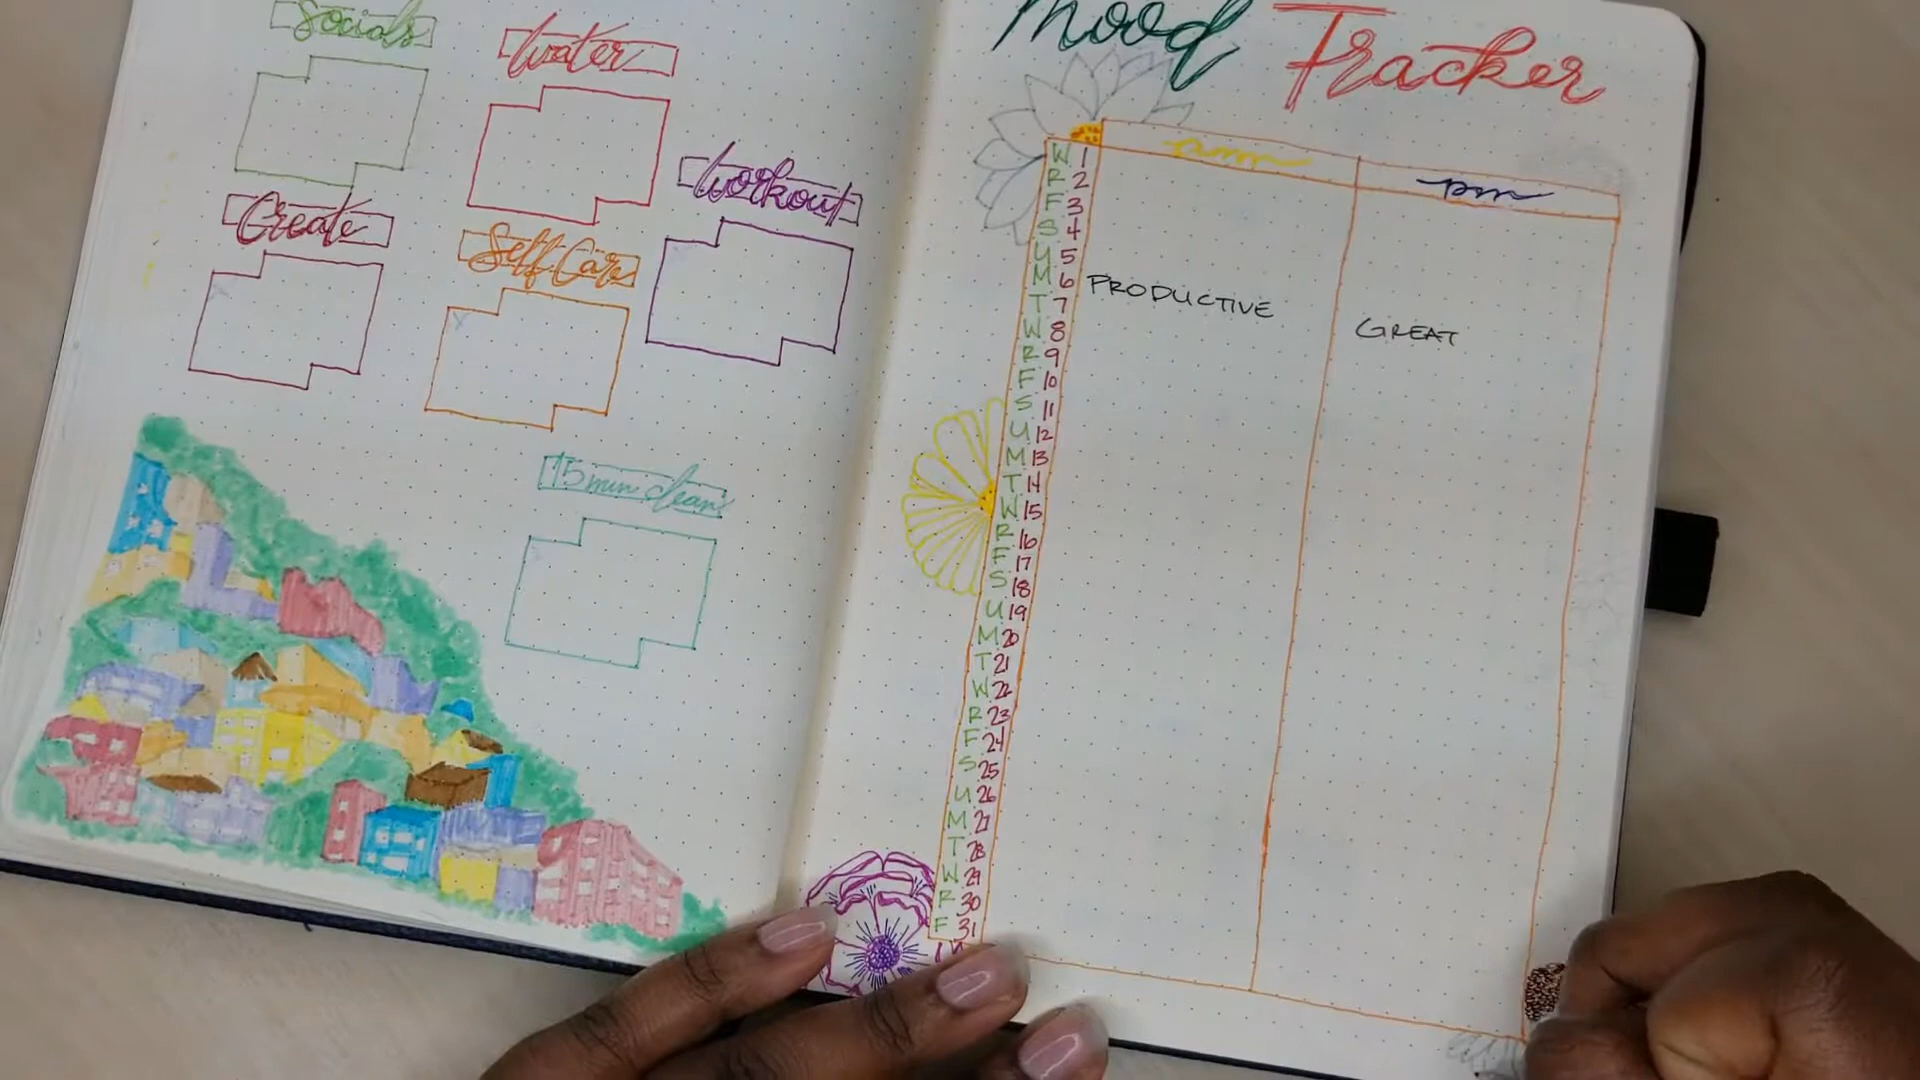 Socials
Water
Workout
Create
Self Care
15 min clean
Mood Tracker
am
pm
W 1
R 2
F 3
S 4
U 5
M 6 PRODUCTIVE
T 7 GREAT
W 8
R 9
F 10
S 11
U 12
M 13
T 14
W 15
R 16
F 17
S 18
U 19
M 20
T 21
W 22
R 23
F 24
S 25
U 26
M 27
T 28
W 29
R 30
F 31